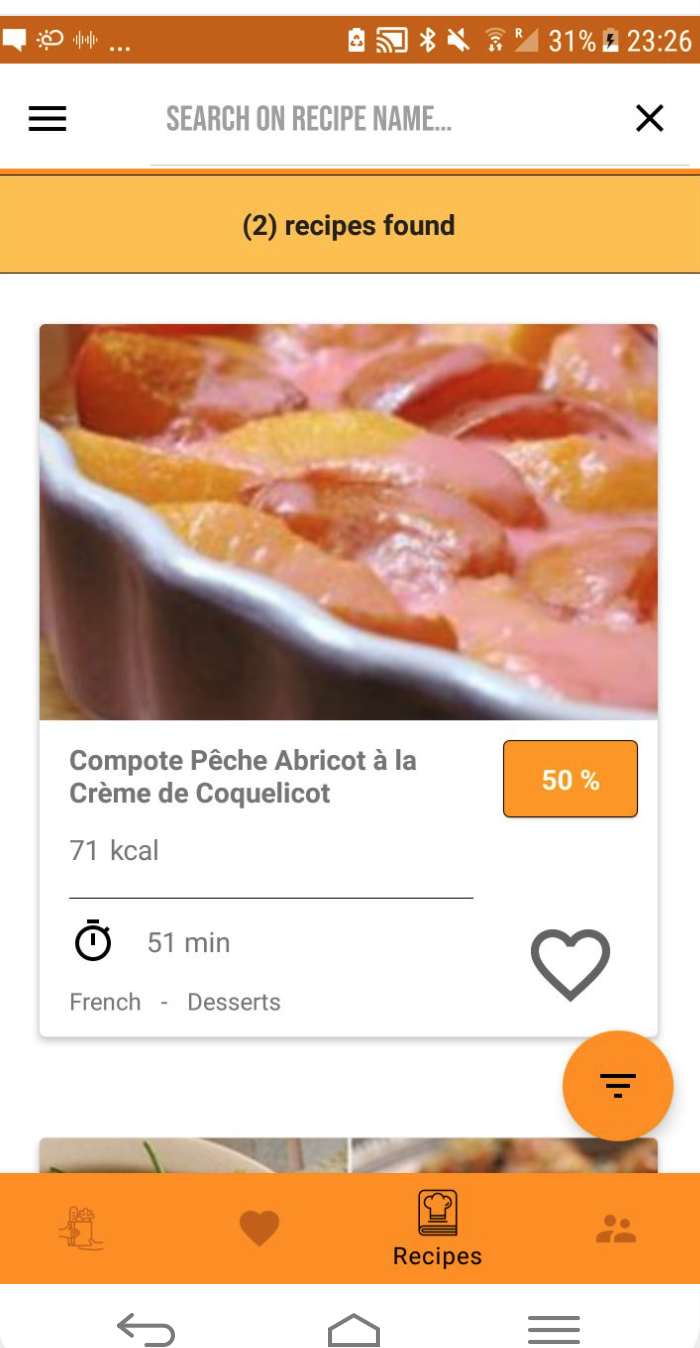 ... R 31% 23:26
SEARCH ON RECIPE NAME...
(2) recipes found
Compote Pêche Abricot à la
Crème de Coquelicot
50 %
71 kcal
51 min
French - Desserts
Recipes